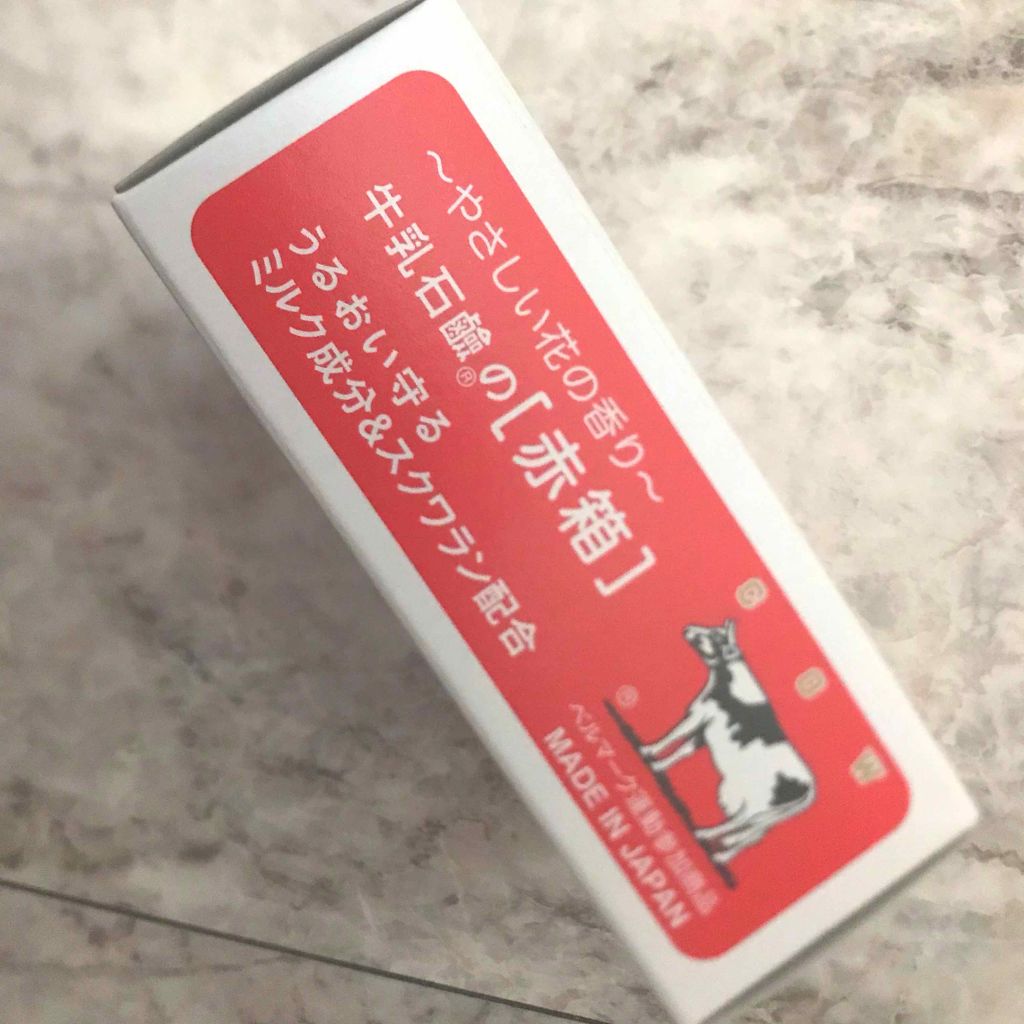 ～やさしい花の香り～
牛乳石鹼®の[赤箱]
うるおい守る
ミルク成分&スクワラン配合
®
ベルマーク運動参加商品
MADE IN JAPAN